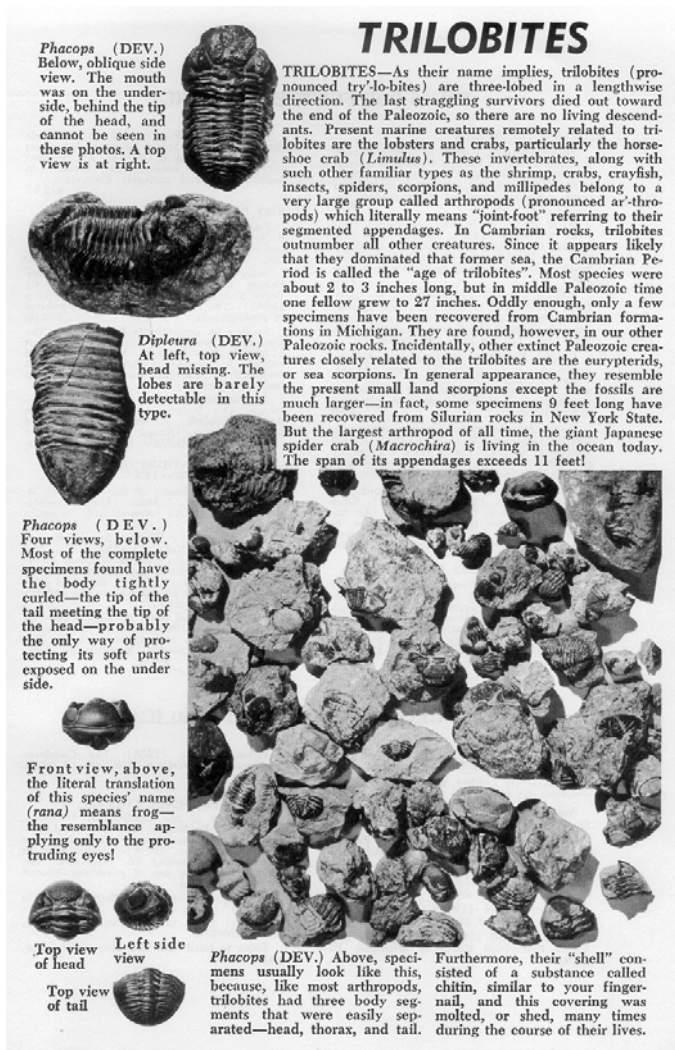 TRILOBITES
Phacops (DEV.)
Below, oblique side
view. The mouth
was on the under-
side, behind the tip
of the head, and
cannot be seen in
these photos. A top
view is at right.
TRILOBITES—As their name implies, trilobites (pro-
nounced try'-lo-bites) are three-lobed in a lengthwise
direction. The last straggling survivors died out toward
the end of the Paleozoic, so there are no living descend-
ants. Present marine creatures remotely related to tri-
lobites are the lobsters and crabs, particularly the horse-
shoe crab (Limulus). These invertebrates, along with
such other familiar types as the shrimp, crabs, crayfish,
insects, spiders, scorpions, and millipedes belong to a
very large group called arthropods (pronounced ar'-thro-
pods) which literally means "joint-foot" referring to their
segmented appendages. In Cambrian rocks, trilobites
outnumber all other creatures. Since it appears likely
that they dominated that former sea, the Cambrian Pe-
riod is called the "age of trilobites". Most species were
about 2 to 3 inches long, but in middle Paleozoic time
one fellow grew to 27 inches. Oddly enough, only a few
specimens have been recovered from Cambrian forma-
tions in Michigan. They are found, however, in our other
Paleozoic rocks. Incidentally, other extinct Paleozoic crea-
tures closely related to the trilobites are the eurypterids,
or sea scorpions. In general appearance, they resemble
the present small land scorpions except the fossils are
much larger—in fact, some specimens 9 feet long have
been recovered from Silurian rocks in New York State.
But the largest arthropod of all time, the giant Japanese
spider crab (Macrochira) is living in the ocean today.
The span of its appendages exceeds 11 feet!
Dipleura (DEV.)
At left, top view,
head missing. The
lobes are barely
detectable in this
type.
Phacops (DEV.)
Four views, below.
Most of the complete
specimens found have
the body tightly
curled—the tip of the
tail meeting the tip of
the head—probably
the only way of pro-
tecting its soft parts
exposed on the under
side.
Front view, above,
the literal translation
of this species' name
(rana) means frog—
the resemblance ap-
plying only to the pro-
truding eyes!
Top view
of head
Left side
view
Top view
of tail
Phacops (DEV.) Above, speci-
mens usually look like this,
because, like most arthropods,
trilobites had three body seg-
ments that were easily sep-
arated—head, thorax, and tail.
Furthermore, their "shell" con-
sisted of a substance called
chitin, similar to your finger-
nail, and this covering was
molted, or shed, many times
during the course of their lives.